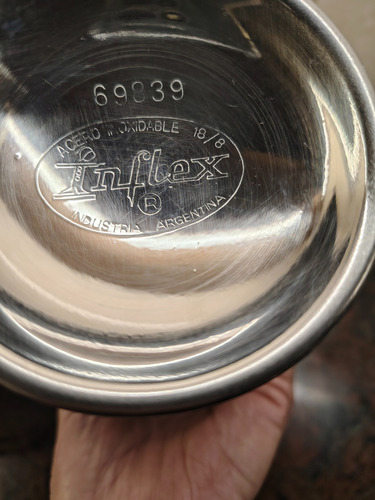 69839
ACERO INOXIDABLE 18/8
Inflex
®
INDUSTRIA ARGENTINA